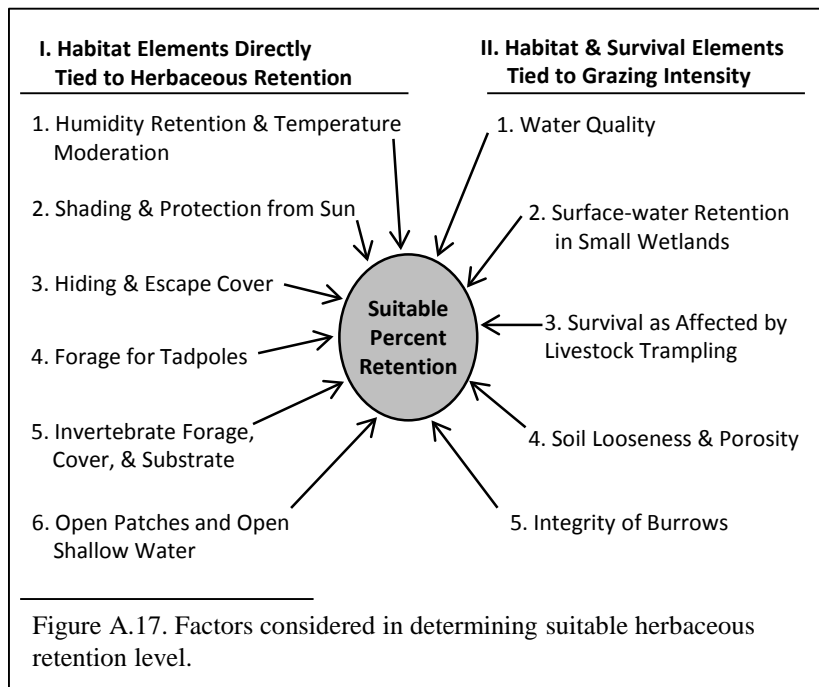 I. Habitat Elements Directly
Tied to Herbaceous Retention
1. Humidity Retention & Temperature
Moderation
2. Shading & Protection from Sun
3. Hiding & Escape Cover
4. Forage for Tadpoles
5. Invertebrate Forage,
Cover, & Substrate
6. Open Patches and Open
Shallow Water
Suitable
Percent
Retention
II. Habitat & Survival Elements
Tied to Grazing Intensity
1. Water Quality
2. Surface-water Retention
in Small Wetlands
3. Survival as Affected by
Livestock Trampling
4. Soil Looseness & Porosity
5. Integrity of Burrows
Figure A.17. Factors considered in determining suitable herbaceous
retention level.